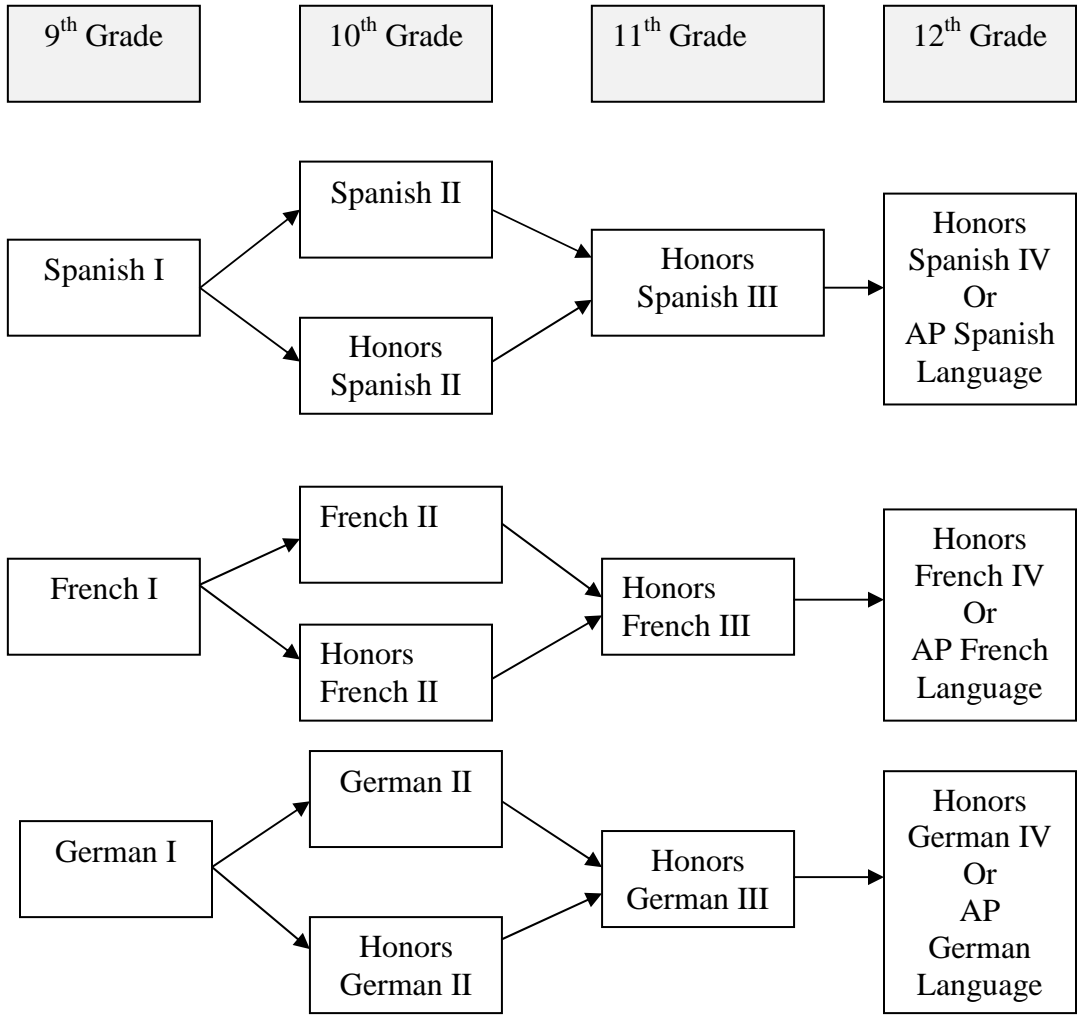 9th Grade
10th Grade
11th Grade
12th Grade
Spanish I
Spanish II
Honors
Spanish II
Honors
Spanish III
Honors
Spanish IV
Or
AP Spanish
Language
French I
French II
Honors
French II
Honors
French III
Honors
French IV
Or
AP French
Language
German I
German II
Honors
German II
Honors
German III
Honors
German IV
Or
AP
German
Language